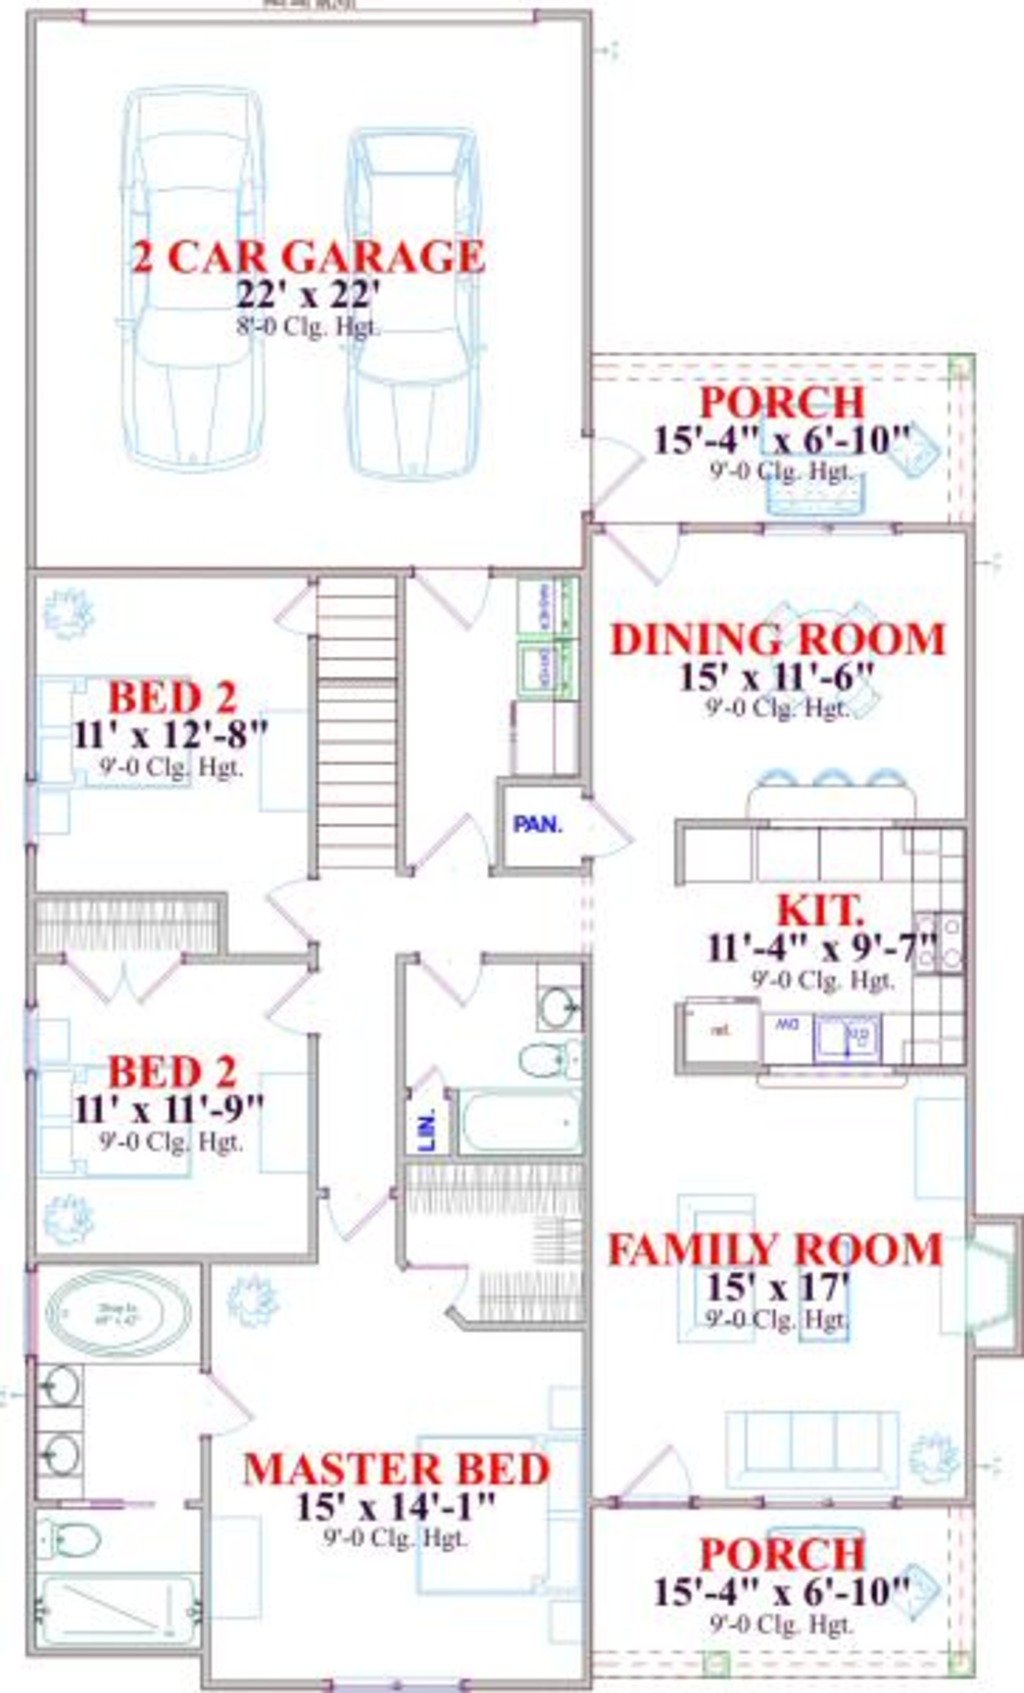 2 CAR GARAGE
22' x 22'
8'-0 Clg. Hgt.
PORCH
15'-4" x 6'-10"
9'-0 Clg. Hgt.
DINING ROOM
15' x 11'-6"
9'-0 Clg. Hgt.
WASHER
DRYER
BED 2
11' x 12'-8"
9'-0 Clg. Hgt.
PAN.
KIT.
11'-4" x 9'-7"
9'-0 Clg. Hgt.
ref.
DW
BED 2
11' x 11'-9"
9'-0 Clg. Hgt.
LIN.
FAMILY ROOM
15' x 17'
9'-0 Clg. Hgt.
MASTER BED
15' x 14'-1"
9'-0 Clg. Hgt.
PORCH
15'-4" x 6'-10"
9'-0 Clg. Hgt.